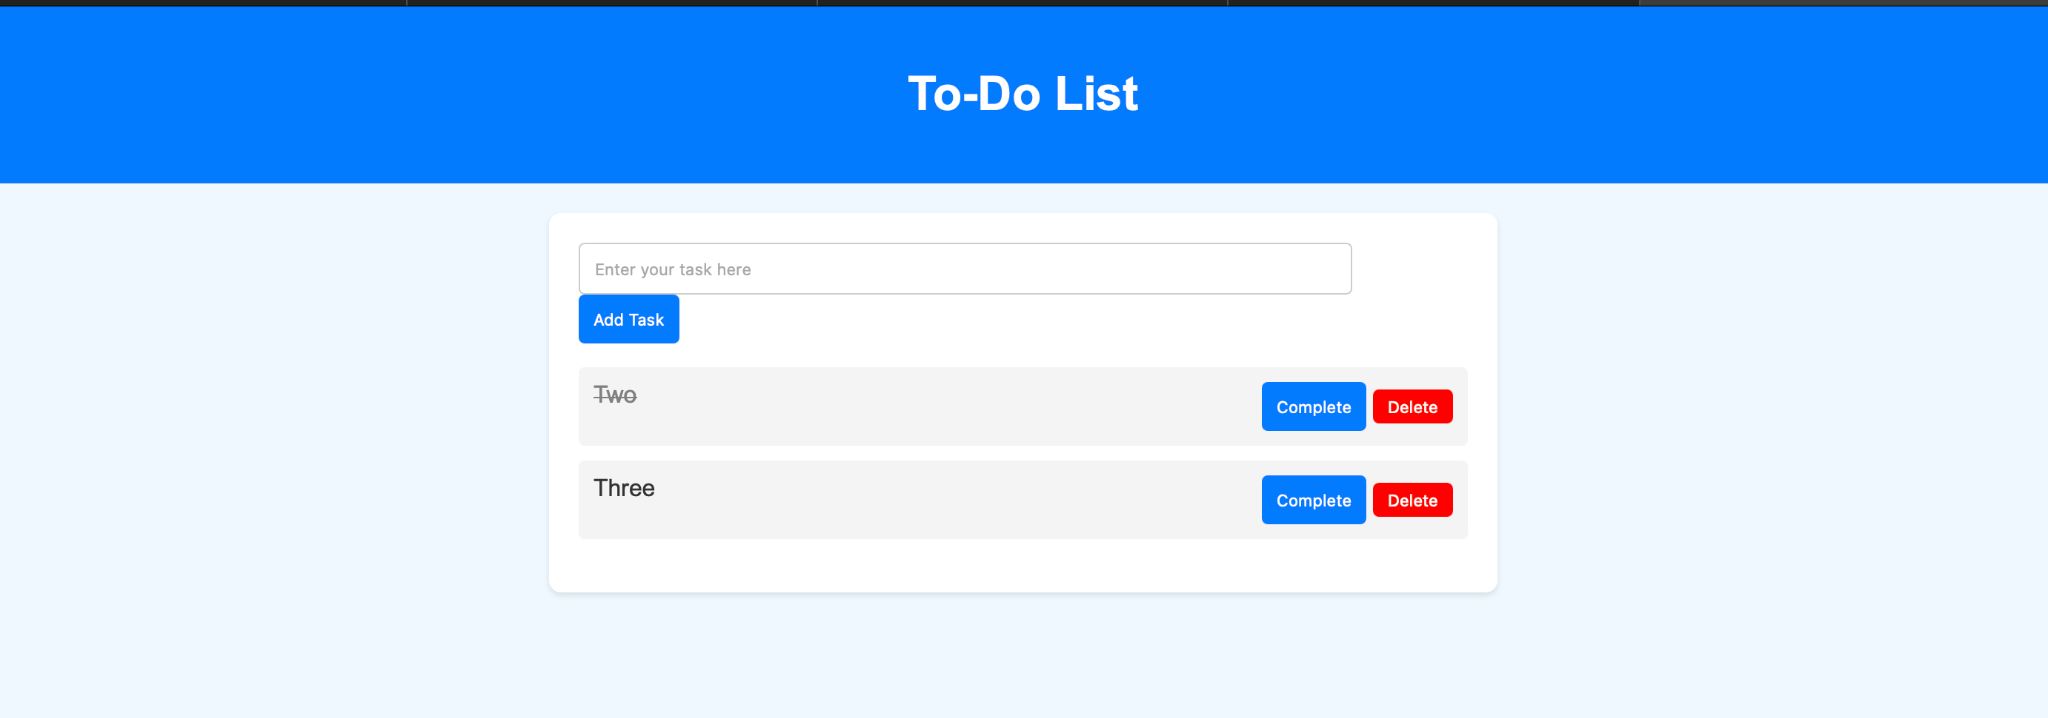 To-Do List
Enter your task here
Add Task
Two
Complete Delete
Three
Complete Delete